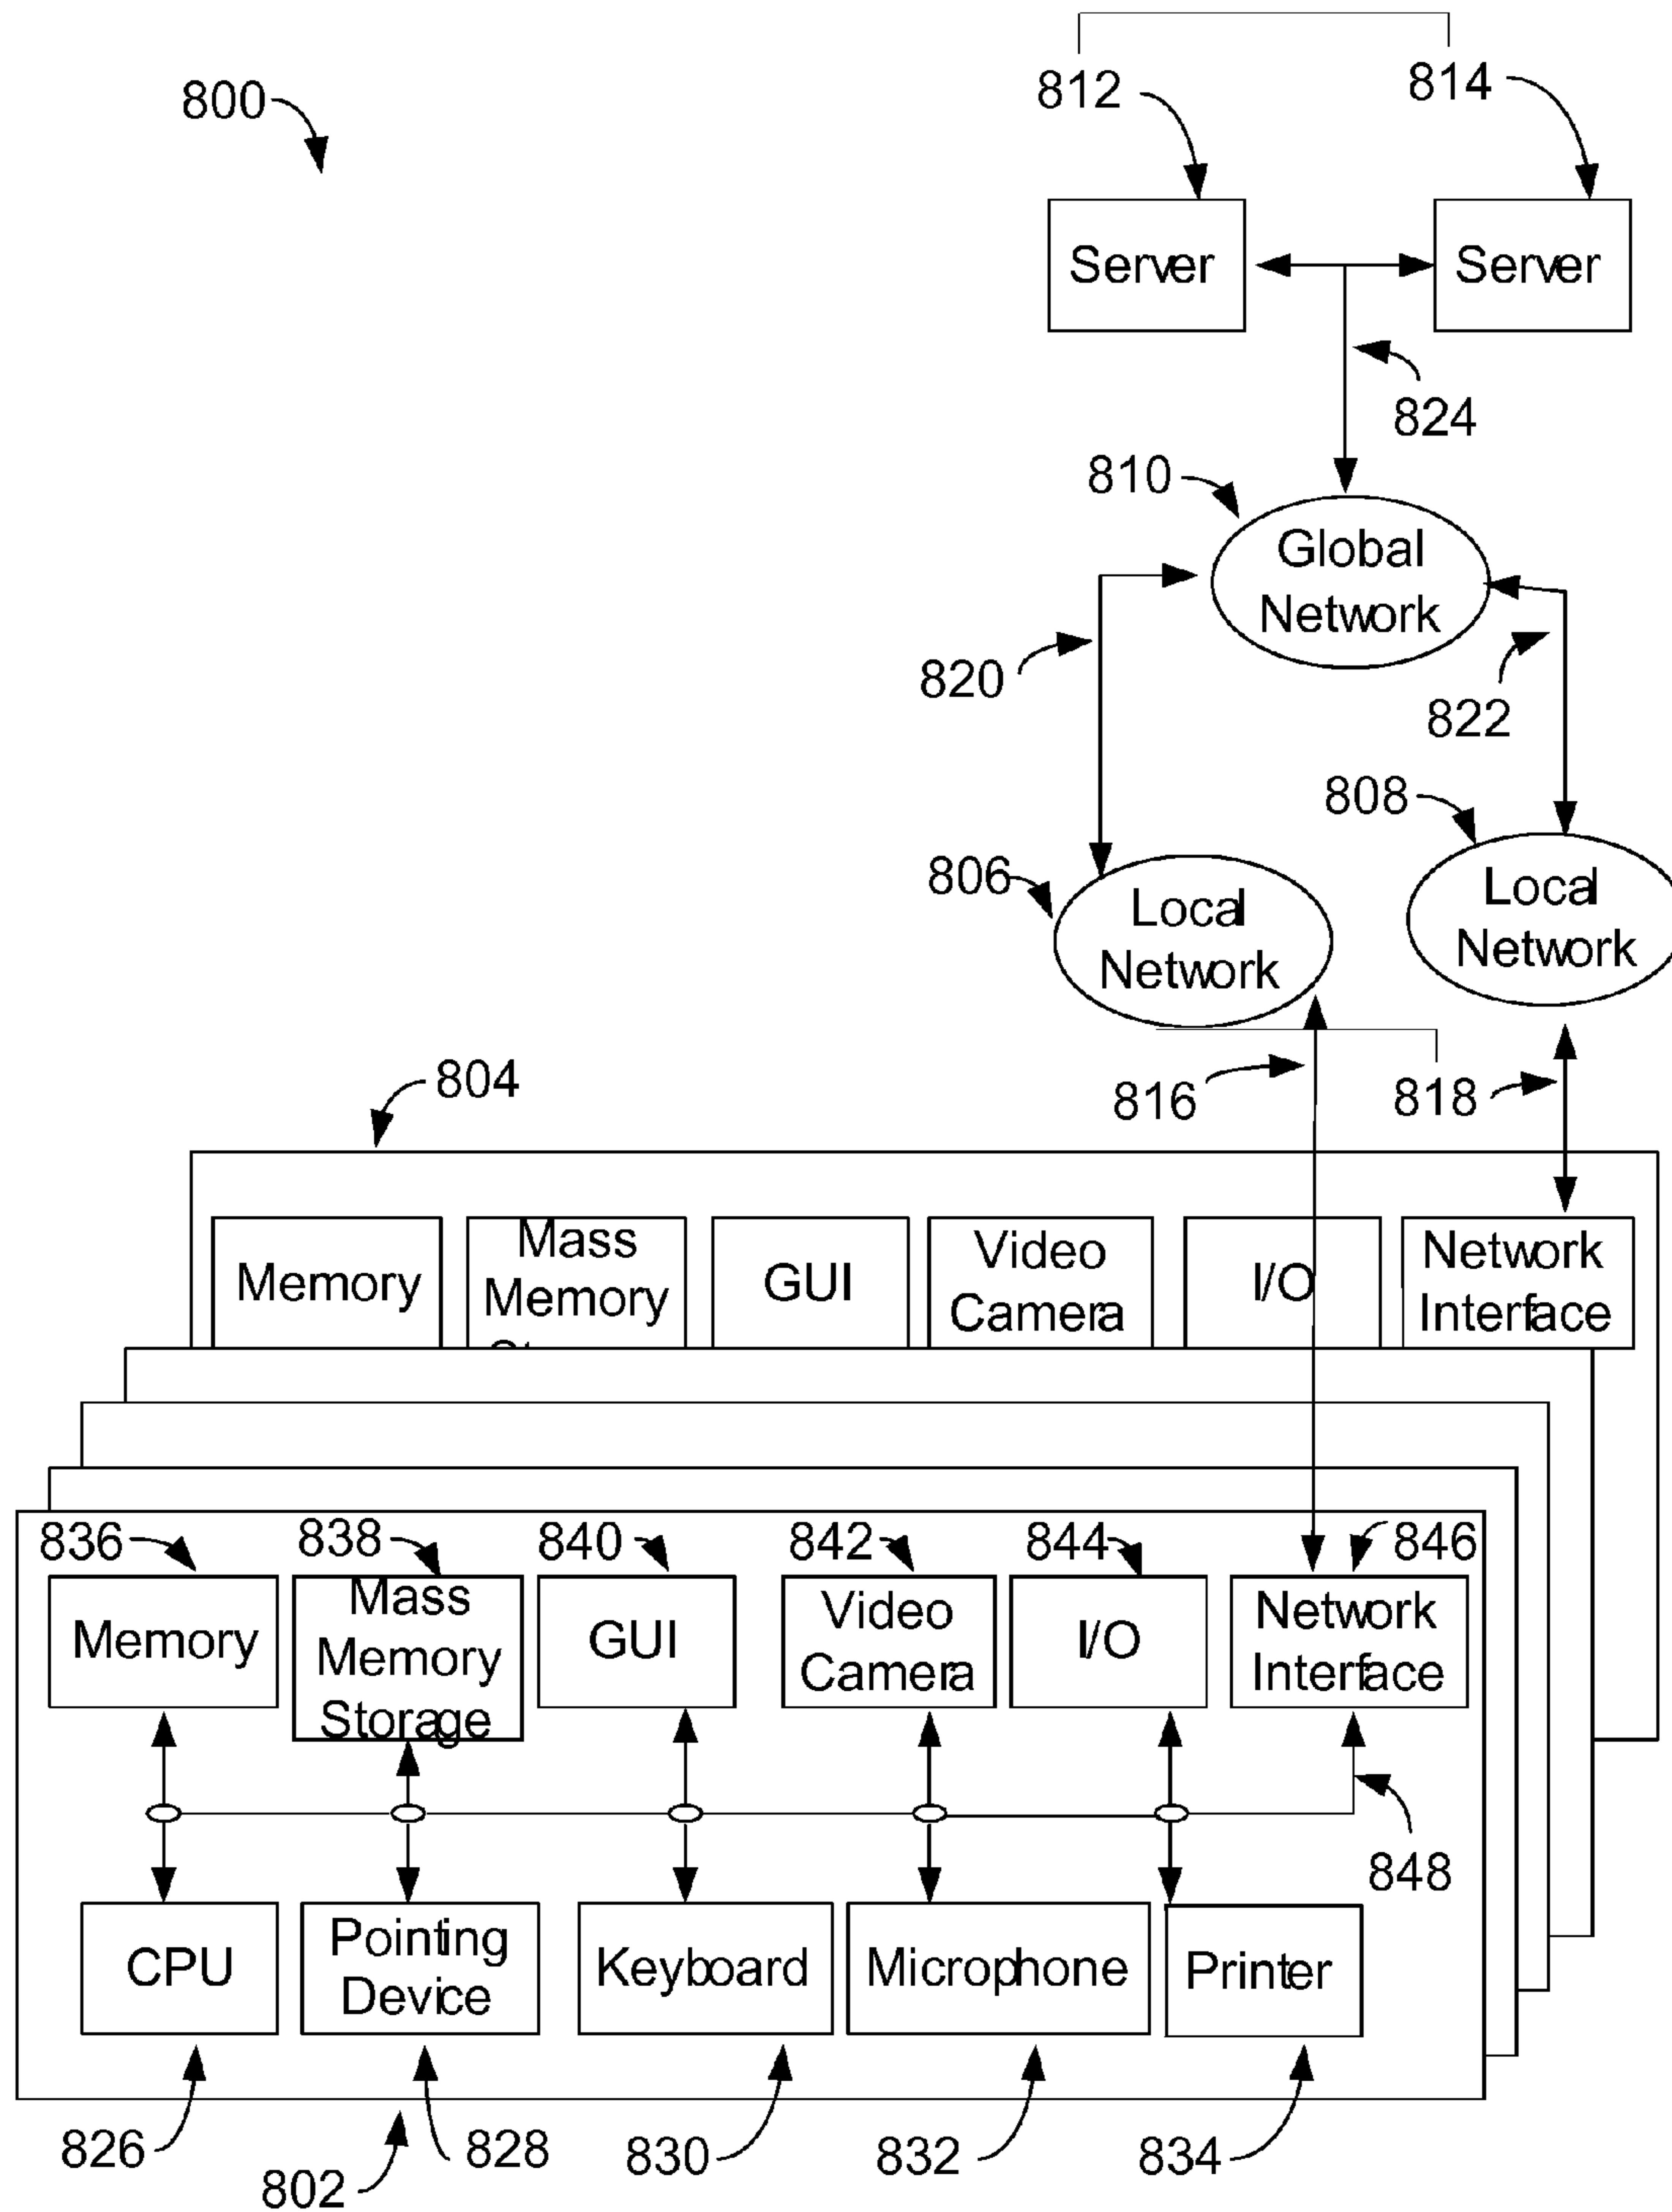 800
812
814
Server
Server
824
810
Global
Network
820
822
808
806
Local
Network
Local
Network
804
816
818
Memory
Mass
Memory
GUI
Video
Camera
I/O
Network
Interface
836
838
840
842
844
846
Memory
Mass
Memory
Storage
GUI
Video
Camera
I/O
Network
Interface
848
CPU
Pointing
Device
Keyboard
Microphone
Printer
826
802
828
830
832
834